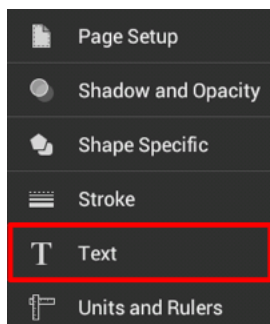 Page Setup
Shadow and Opacity
Shape Specific
Stroke
T Text
Units and Rulers